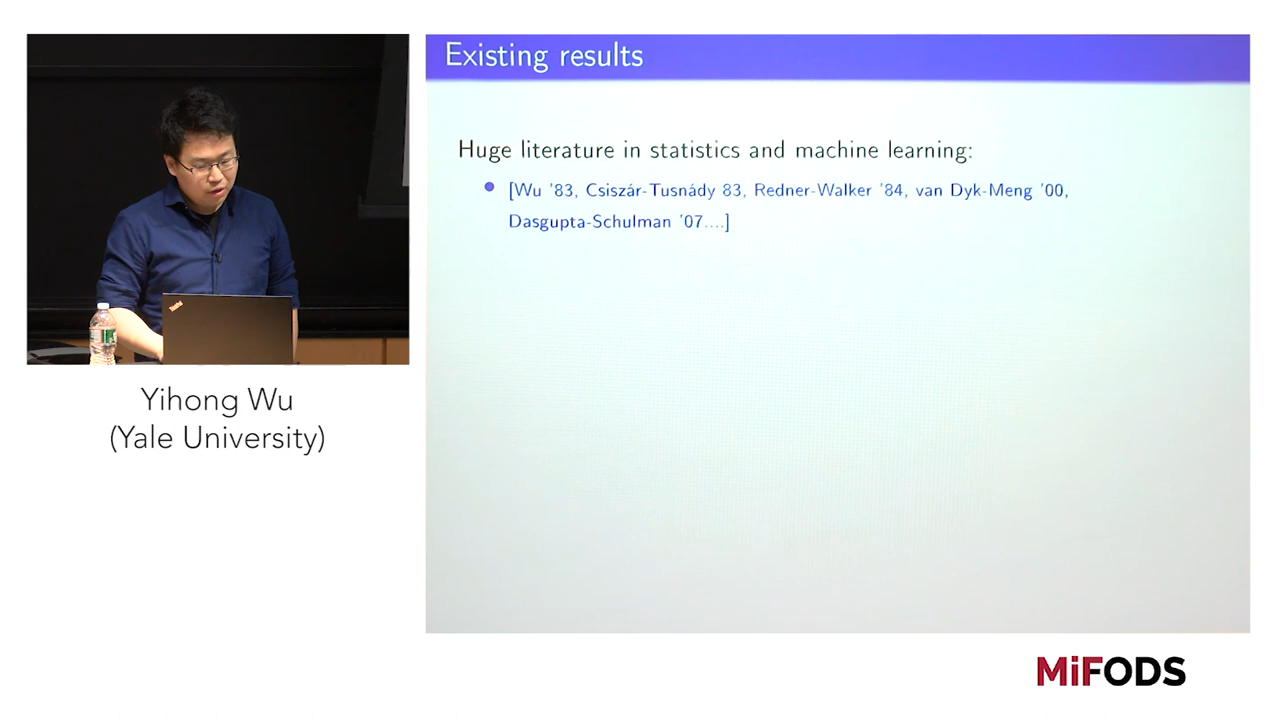 Existing results
Huge literature in statistics and machine learning:
[Wu '83, Csiszár-Tusnády 83, Redner-Walker '84, van Dyk-Meng '00,
Dasgupta-Schulman '07....]
Yihong Wu
(Yale University)
MiFODS